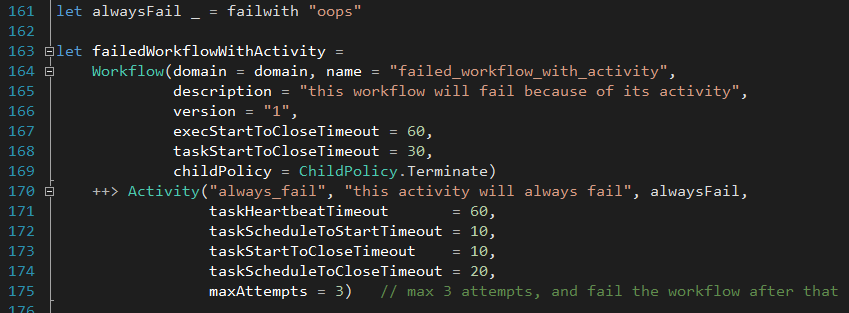 161 let alwaysFail _ = failwith "oops"
162
163 let failedWorkflowWithActivity =
164     Workflow(domain = domain, name = "failed_workflow_with_activity",
165              description = "this workflow will fail because of its activity",
166              version = "1",
167              execStartToCloseTimeout = 60,
168              taskStartToCloseTimeout = 30,
169              childPolicy = ChildPolicy.Terminate)
170     ++> Activity("always_fail", "this activity will always fail", alwaysFail,
171                  taskHeartbeatTimeout       = 60,
172                  taskScheduleToStartTimeout = 10,
173                  taskStartToCloseTimeout    = 10,
174                  taskScheduleToCloseTimeout = 20,
175                  maxAttempts = 3)   // max 3 attempts, and fail the workflow after that
176